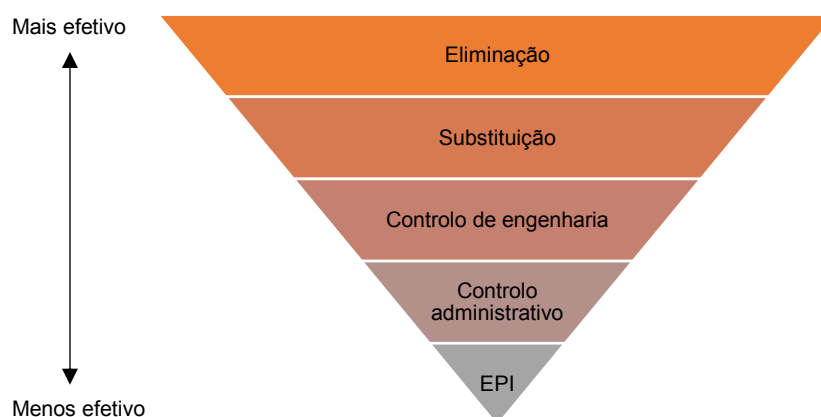 Mais efetivo
Eliminação
Substituição
Controlo de engenharia
Controlo
administrativo
EPI
Menos efetivo